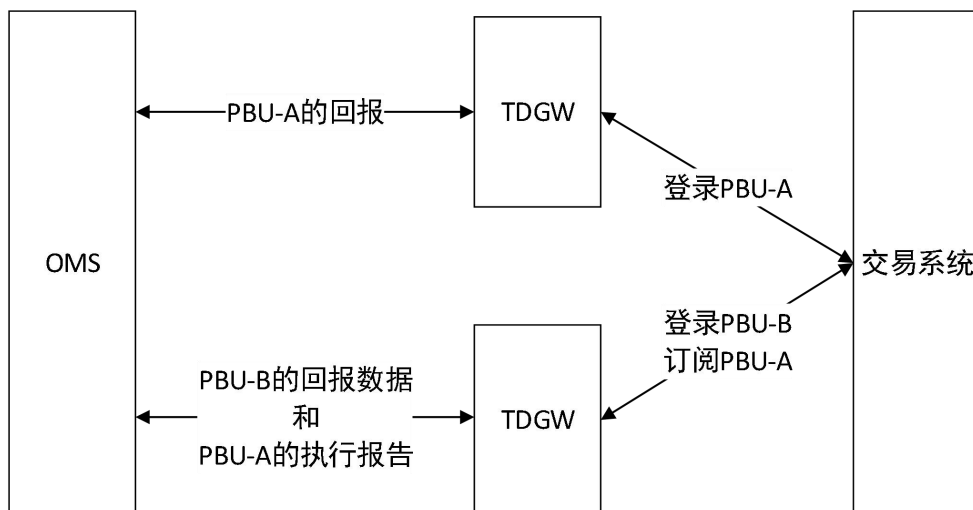 PBU-A的回报
TDGW
登录PBU-A
OMS
交易系统
登录PBU-B
订阅PBU-A
PBU-B的回报数据
和
PBU-A的执行报告
TDGW